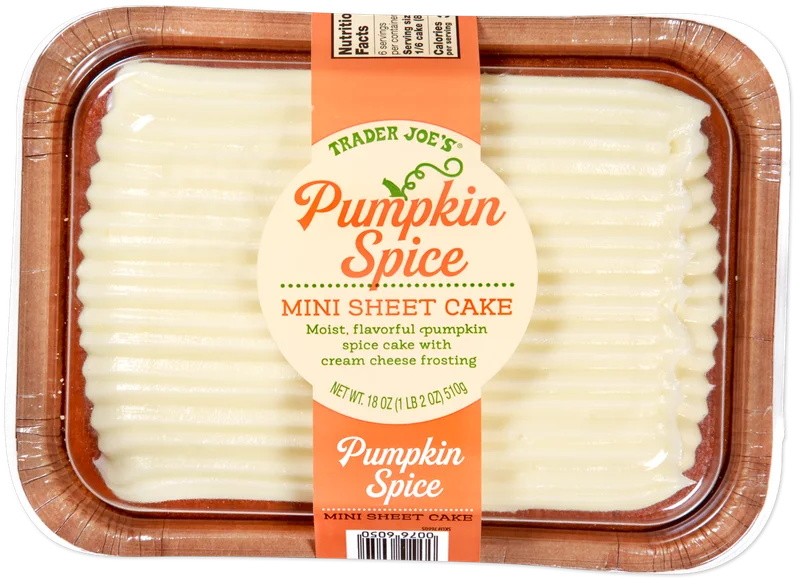 Nutrition
Facts
6 servings
per container
Serving size
1/6 cake
Calories
per serving
TRADER JOE'S®
Pumpkin
Spice
MINI SHEET CAKE
Moist, flavorful pumpkin
spice cake with
cream cheese frosting
NET WT. 18 OZ (1 LB 2 OZ) 510g
Pumpkin
Spice
MINI SHEET CAKE